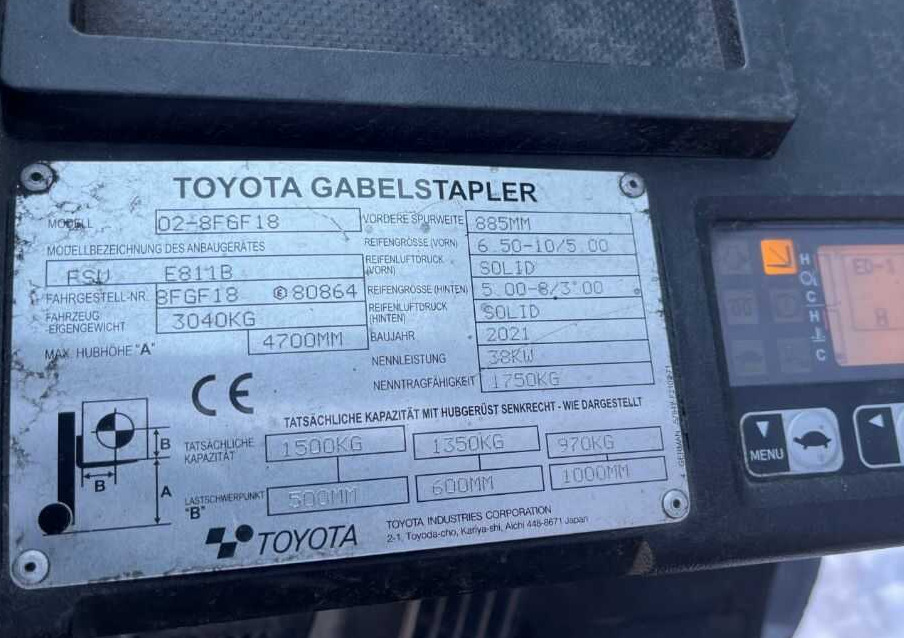 TOYOTA GABELSTAPLER
MODELL 02-8FGF18
MODELLBEZEICHNUNG DES ANBAUGERÄTES
FSW E811B
FAHRGESTELL-NR. 8FGF18 E 80864
FAHRZEUG EIGENGEWICHT 3040KG
MAX. HUBHÖHE "A" 4700MM
VORDERE SPURWEITE 885MM
REIFENGRÖSSE (VORN) 6.50-10/5.00
REIFENLUFTDRUCK (VORN) SOLID
REIFENGRÖSSE (HINTEN) 5.00-8/3.00
REIFENLUFTDRUCK (HINTEN) SOLID
BAUJAHR 2021
NENNLEISTUNG 38KW
NENNTRAGFÄHIGKEIT 1750KG
CE
TATSÄCHLICHE KAPAZITÄT MIT HUBGERÜST SENKRECHT - WIE DARGESTELLT
TATSÄCHLICHE KAPAZITÄT 1500KG 1350KG 970KG
LASTSCHWERPUNKT "B" 500MM 600MM 1000MM
B
B
A
TOYOTA
TOYOTA INDUSTRIES CORPORATION
2-1, Toyoda-cho, Kariya-shi, Aichi 448-8671 Japan
GERMAN
H
C
C
H
C
ED-1
MENU